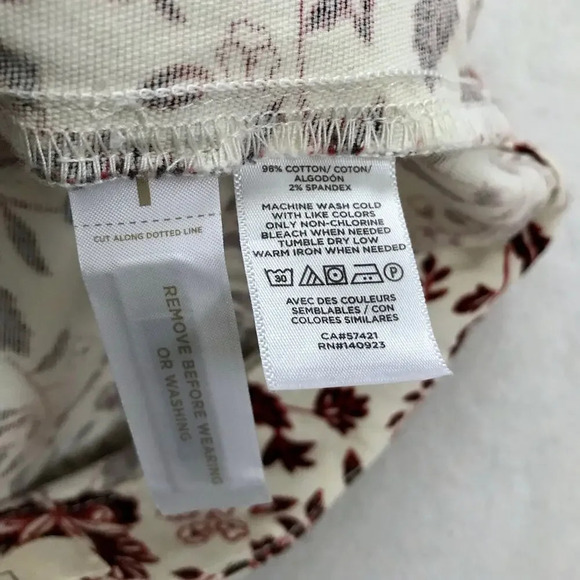 CUT ALONG DOTTED LINE
REMOVE BEFORE WEARING
OR WASHING
98% COTTON/ COTON/
ALGODÓN
2% SPANDEX
MACHINE WASH COLD
WITH LIKE COLORS
ONLY NON-CHLORINE
BLEACH WHEN NEEDED
TUMBLE DRY LOW
WARM IRON WHEN NEEDED
30
P
AVEC DES COULEURS
SEMBLABLES / CON
COLORES SIMILARES
CA#57421
RN#140923